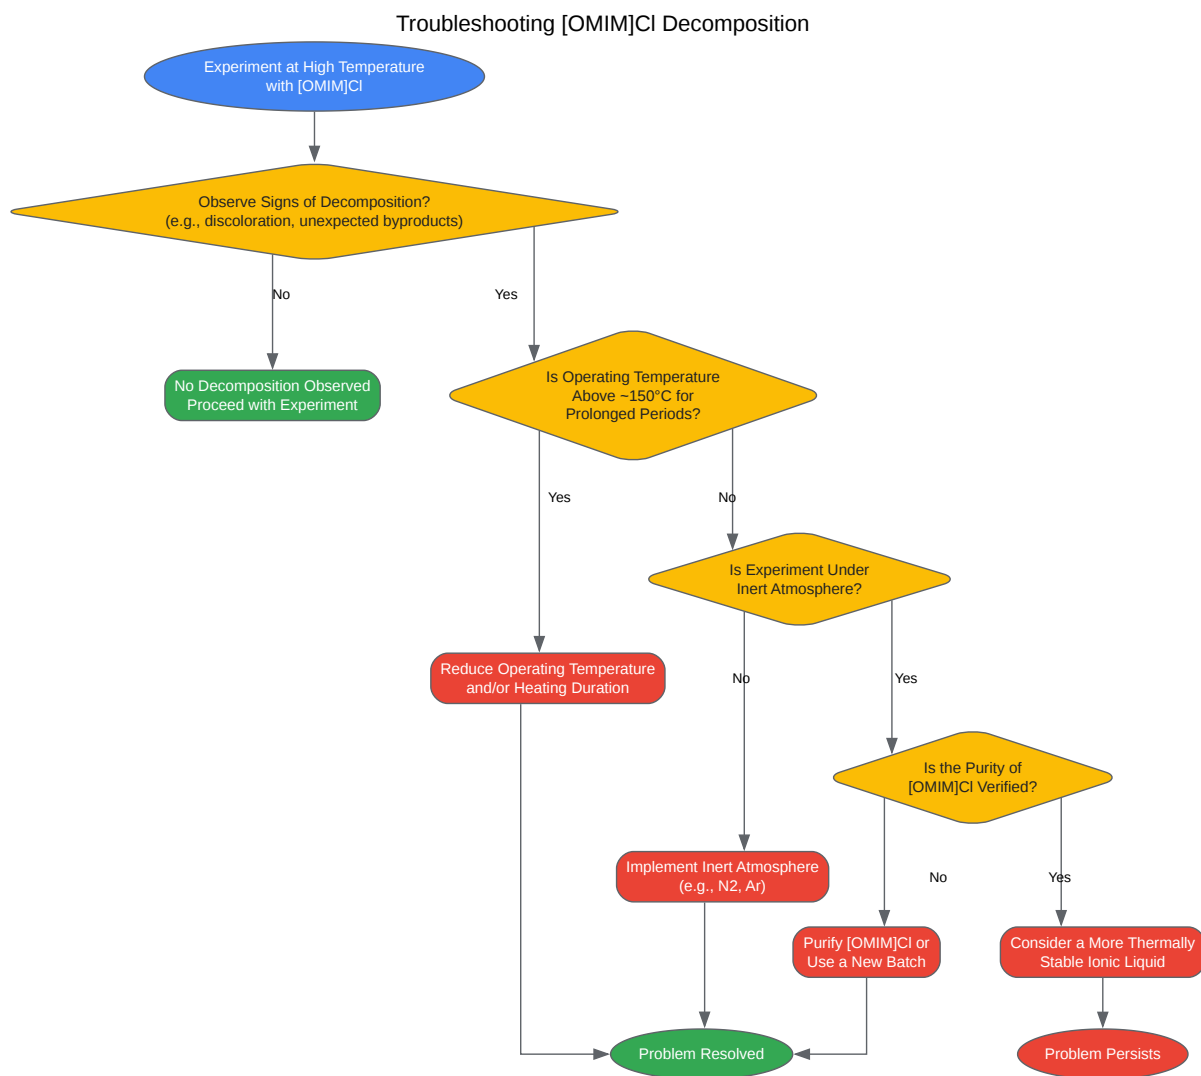 Troubleshooting [OMIM]Cl Decomposition
Experiment at High Temperature
with [OMIM]Cl
Observe Signs of Decomposition?
(e.g., discoloration, unexpected byproducts)
No
Yes
No Decomposition Observed
Proceed with Experiment
Is Operating Temperature
Above ~150°C for
Prolonged Periods?
Yes
No
Is Experiment Under
Inert Atmosphere?
Reduce Operating Temperature
and/or Heating Duration
No
Yes
Is the Purity of
[OMIM]Cl Verified?
Implement Inert Atmosphere
(e.g., N2, Ar)
No
Yes
Purify [OMIM]Cl or
Use a New Batch
Consider a More Thermally
Stable Ionic Liquid
Problem Resolved
Problem Persists